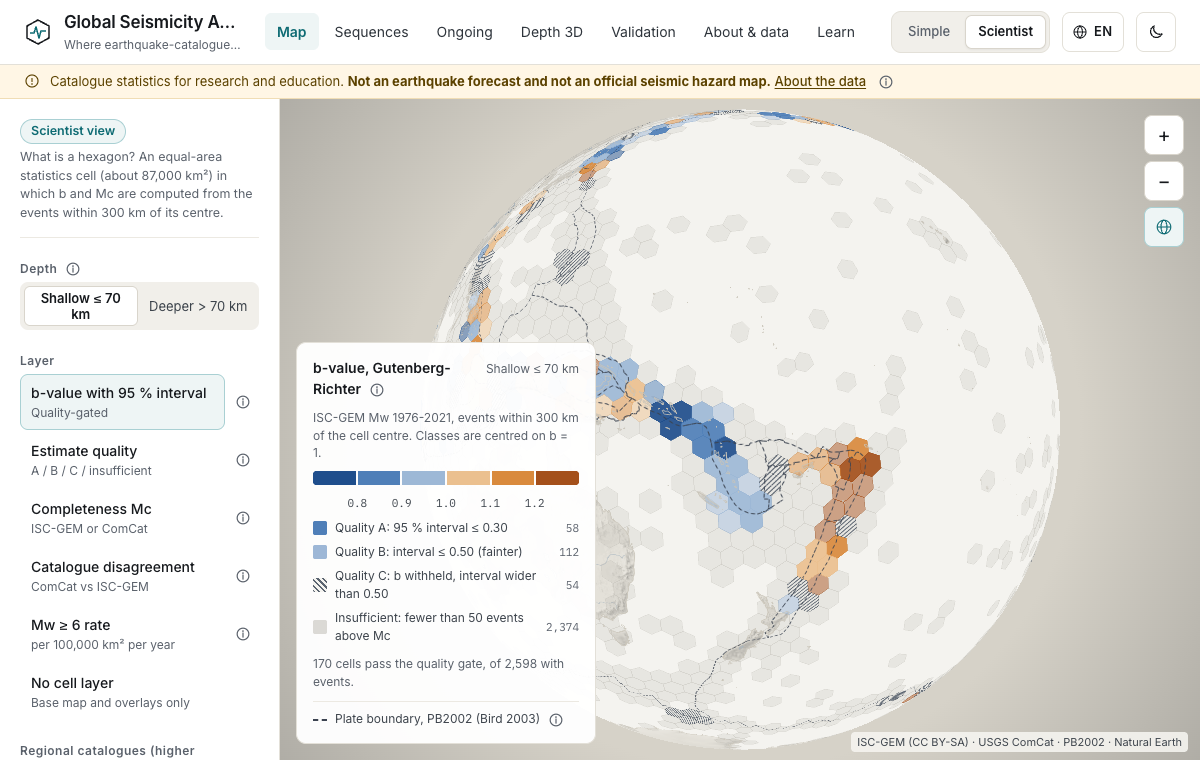 Global Seismicity A...
Where earthquake-catalogue...
Map
Sequences
Ongoing
Depth 3D
Validation
About & data
Learn
Simple
Scientist
EN
Catalogue statistics for research and education. Not an earthquake forecast and not an official seismic hazard map. About the data
Scientist view
What is a hexagon? An equal-area
statistics cell (about 87,000 km²) in
which b and Mc are computed from the
events within 300 km of its centre.
Depth
Shallow ≤ 70
km
Deeper > 70 km
Layer
b-value with 95 % interval
Quality-gated
Estimate quality
A / B / C / insufficient
Completeness Mc
ISC-GEM or ComCat
Catalogue disagreement
ComCat vs ISC-GEM
Mw ≥ 6 rate
per 100,000 km² per year
No cell layer
Base map and overlays only
Regional catalogues (higher
b-value, Gutenberg-
Richter
Shallow ≤ 70 km
ISC-GEM Mw 1976-2021, events within 300 km
of the cell centre. Classes are centred on b =
1.
0.8 0.9 1.0 1.1 1.2
Quality A: 95 % interval ≤ 0.30 58
Quality B: interval ≤ 0.50 (fainter) 112
Quality C: b withheld, interval wider
than 0.50 54
Insufficient: fewer than 50 events
above Mc 2,374
170 cells pass the quality gate, of 2,598 with
events.
Plate boundary, PB2002 (Bird 2003)
+
−
ISC-GEM (CC BY-SA) · USGS ComCat · PB2002 · Natural Earth